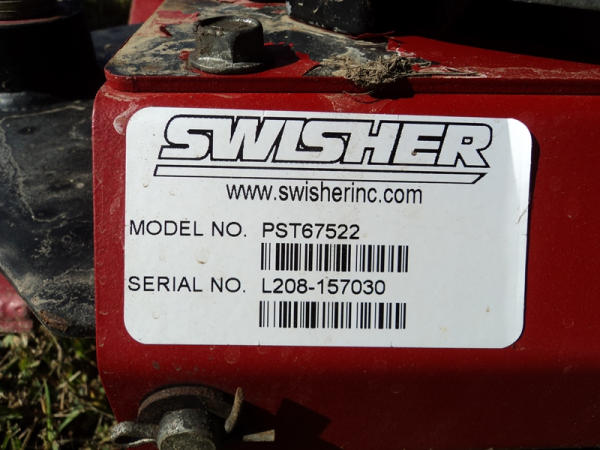 SWISHER
www.swisherinc.com
MODEL NO. PST67522
SERIAL NO. L208-157030